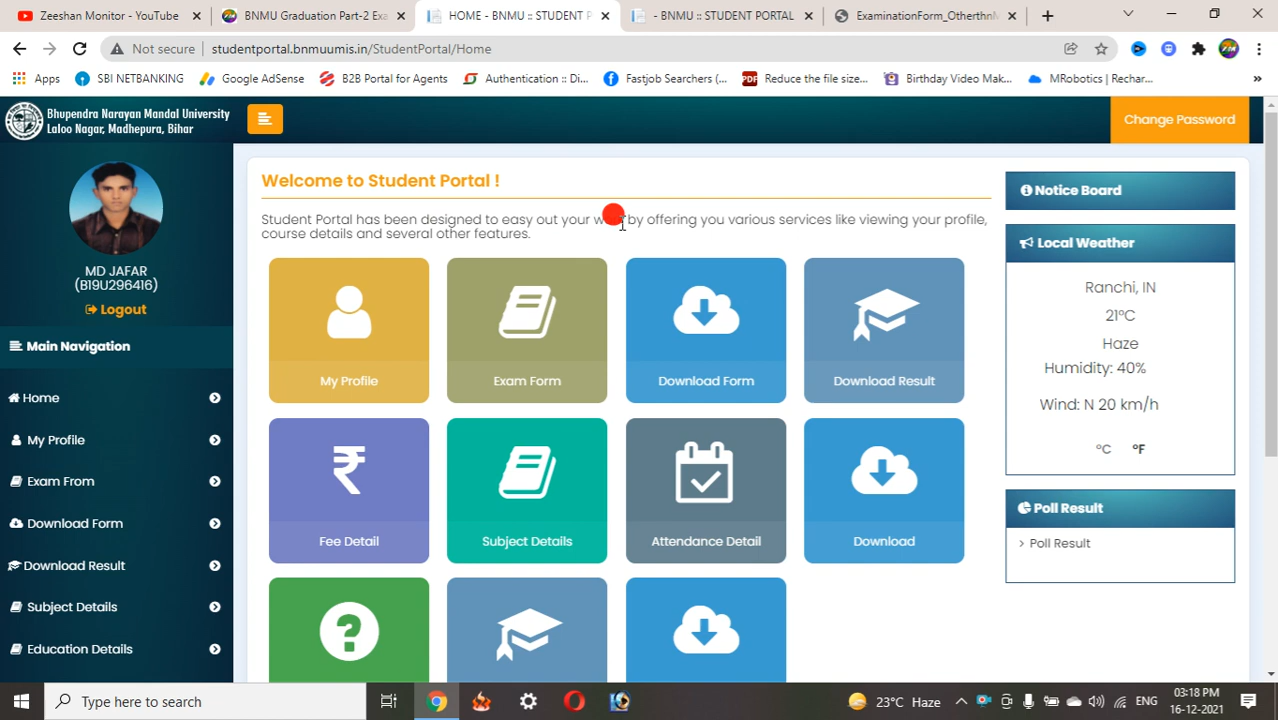 Zeeshan Monitor - YouTube
BNMU Graduation Part-2 Exa
HOME - BNMU :: STUDENT P
- BNMU :: STUDENT PORTAL
ExaminationForm_Otherthn
Not secure
studentportal.bnmuumis.in/StudentPortal/Home
Apps
SBI NETBANKING
Google AdSense
B2B Portal for Agents
Authentication :: Di...
Fastjob Searchers (...
PDF
Reduce the file size...
Birthday Video Mak...
MRobotics | Rechar...
Bhupendra Narayan Mandal University
Laloo Nagar, Madhepura, Bihar
Change Password
MD JAFAR
(B19U296416)
Logout
Main Navigation
Home
My Profile
Exam From
Download Form
Download Result
Subject Details
Education Details
Welcome to Student Portal !
Student Portal has been designed to easy out your by offering you various services like viewing your profile,
course details and several other features.
My Profile
Exam Form
Download Form
Download Result
Fee Detail
Subject Details
Attendance Detail
Download
Notice Board
Local Weather
Ranchi, IN
21°C
Haze
Humidity: 40%
Wind: N 20 km/h
°C °F
Poll Result
Poll Result
Type here to search
23°C Haze
ENG
03:18 PM
16-12-2021